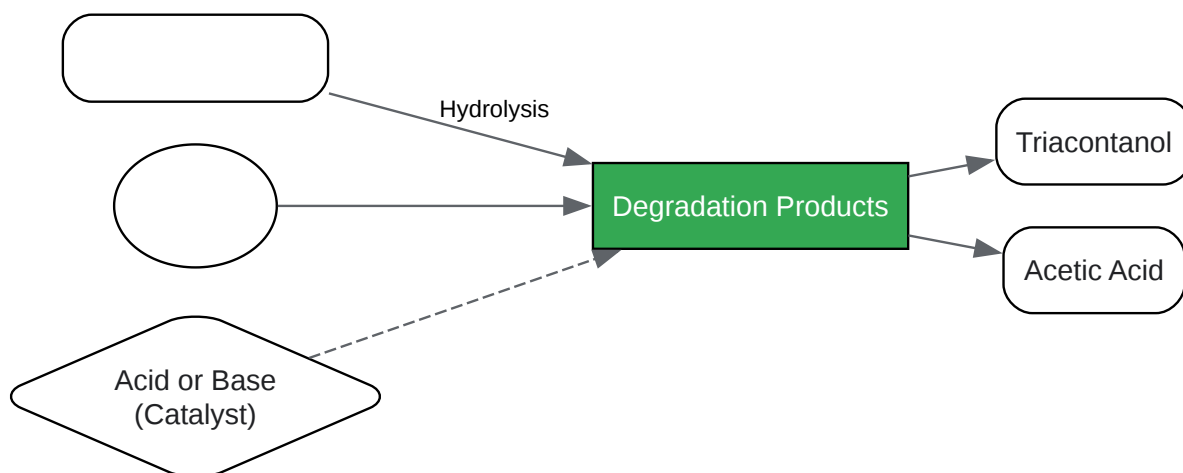 Hydrolysis
Triacontanol
Degradation Products
Acetic Acid
Acid or Base
(Catalyst)